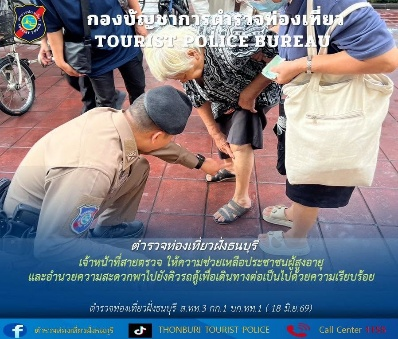 กองบัญชาการตำรวจท่องเที่ยว
TOURIST POLICE BUREAU
ตำรวจท่องเที่ยวฝั่งธนบุรี
เจ้าหน้าที่สายตรวจ ให้ความช่วยเหลือประชาชนผู้สูงอายุ
และอำนวยความสะดวกพาไปยังคิวรถตู้เพื่อเดินทางต่อเป็นไปด้วยความเรียบร้อย
ตำรวจท่องเที่ยวฝั่งธนบุรี ส.ทท.3 กก.1 บก.ทท.1 ( 18 มิ.ย.69)
ตำรวจท่องเที่ยวฝั่งธนบุรี THONBURI TOURIST POLICE Call Center 1155